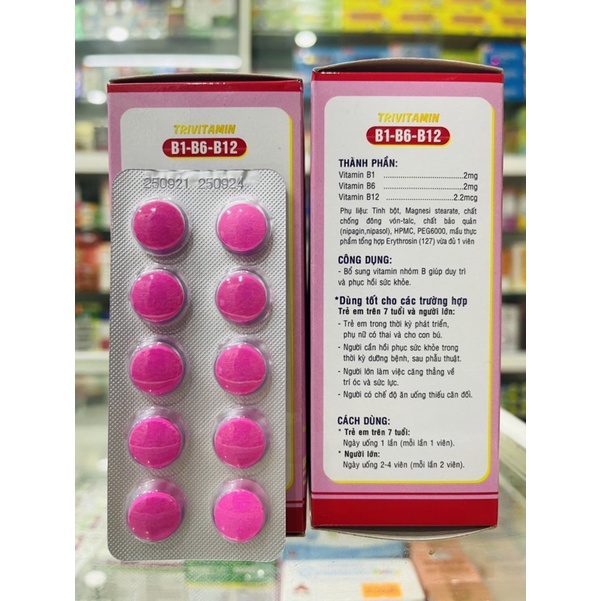 TRIVITAMIN
B1-B6-B12
250921 250924
TRIVITAMIN
B1-B6-B12
THÀNH PHẦN:
Vitamin B1 ........................2mg
Vitamin B6 ........................2mg
Vitamin B12 ........................2.2mcg
Phụ liệu: Tinh bột, Magnesi stearate, chất
chống đông vón-talc, chất bảo quản
(nipagin,nipasol), HPMC, PEG6000, mầu thực
phẩm tổng hợp Erythrosin (127) vừa đủ 1 viên
CÔNG DỤNG:
- Bổ sung vitamin nhóm B giúp duy trì
và phục hồi sức khỏe.
*Dùng tốt cho các trường hợp
Trẻ em trên 7 tuổi và người lớn:
- Trẻ em trong thời kỳ phát triển,
phụ nữ có thai và cho con bú.
- Người cần hồi phục sức khỏe trong
thời kỳ dưỡng bệnh, sau phẫu thuật.
- Người lớn làm việc căng thẳng về
trí óc và sức lực.
- Người có chế độ ăn uống thiếu cân đối.
CÁCH DÙNG:
* Trẻ em trên 7 tuổi:
Ngày uống 1 lần (mỗi lần 1 viên).
* Người lớn:
Ngày uống 2-4 viên (mỗi lần 2 viên).